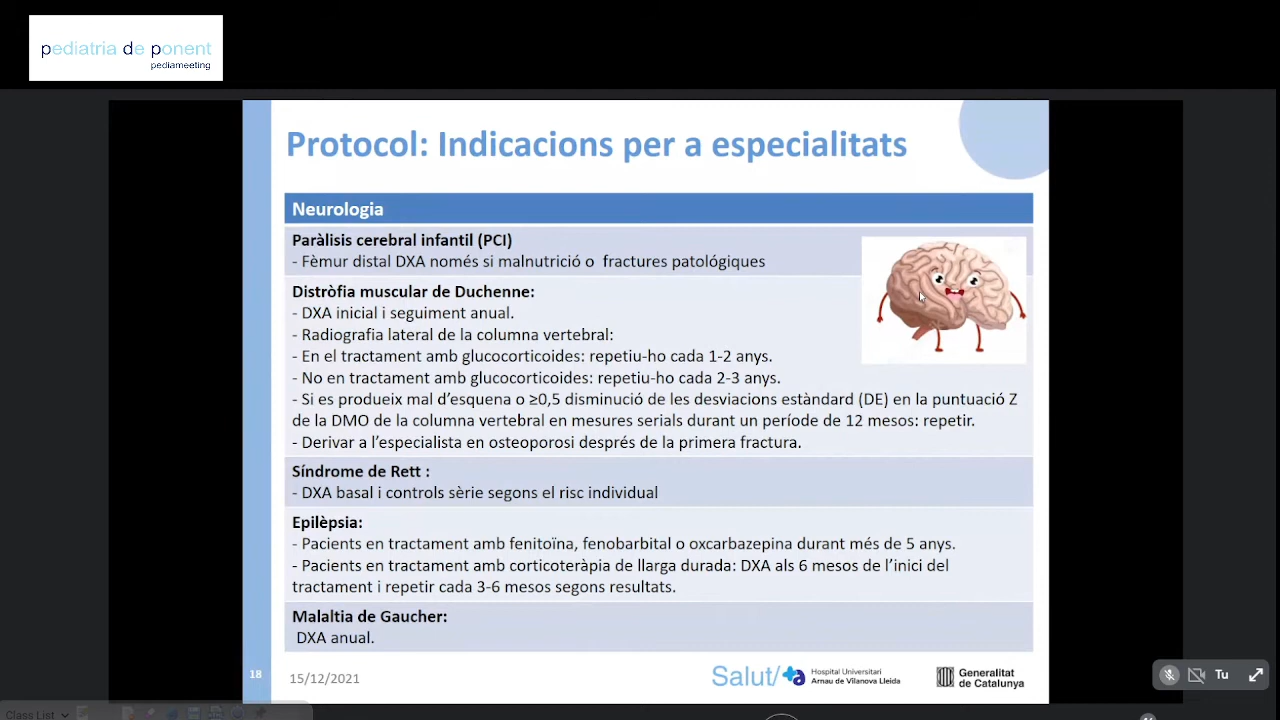 pediatria de ponent
pediameeting
Protocol: Indicacions per a especialitats
Neurologia
Paràlisis cerebral infantil (PCI)
- Fèmur distal DXA només si malnutrició o  fractures patológiques
Distròfia muscular de Duchenne:
- DXA inicial i seguiment anual.
- Radiografia lateral de la columna vertebral:
- En el tractament amb glucocorticoides: repetiu-ho cada 1-2 anys.
- No en tractament amb glucocorticoides: repetiu-ho cada 2-3 anys.
- Si es produeix mal d’esquena o ≥0,5 disminució de les desviacions estàndard (DE) en la puntuació Z
de la DMO de la columna vertebral en mesures serials durant un període de 12 mesos: repetir.
- Derivar a l’especialista en osteoporosi després de la primera fractura.
Síndrome de Rett :
- DXA basal i controls sèrie segons el risc individual
Epilèpsia:
- Pacients en tractament amb fenitoïna, fenobarbital o oxcarbazepina durant més de 5 anys.
- Pacients en tractament amb corticoteràpia de llarga durada: DXA als 6 mesos de l’inici del
tractament i repetir cada 3-6 mesos segons resultats.
Malaltia de Gaucher:
DXA anual.
18
15/12/2021
Salut/
Hospital Universitari
Arnau de Vilanova Lleida
Generalitat
de Catalunya
Tu
Class List